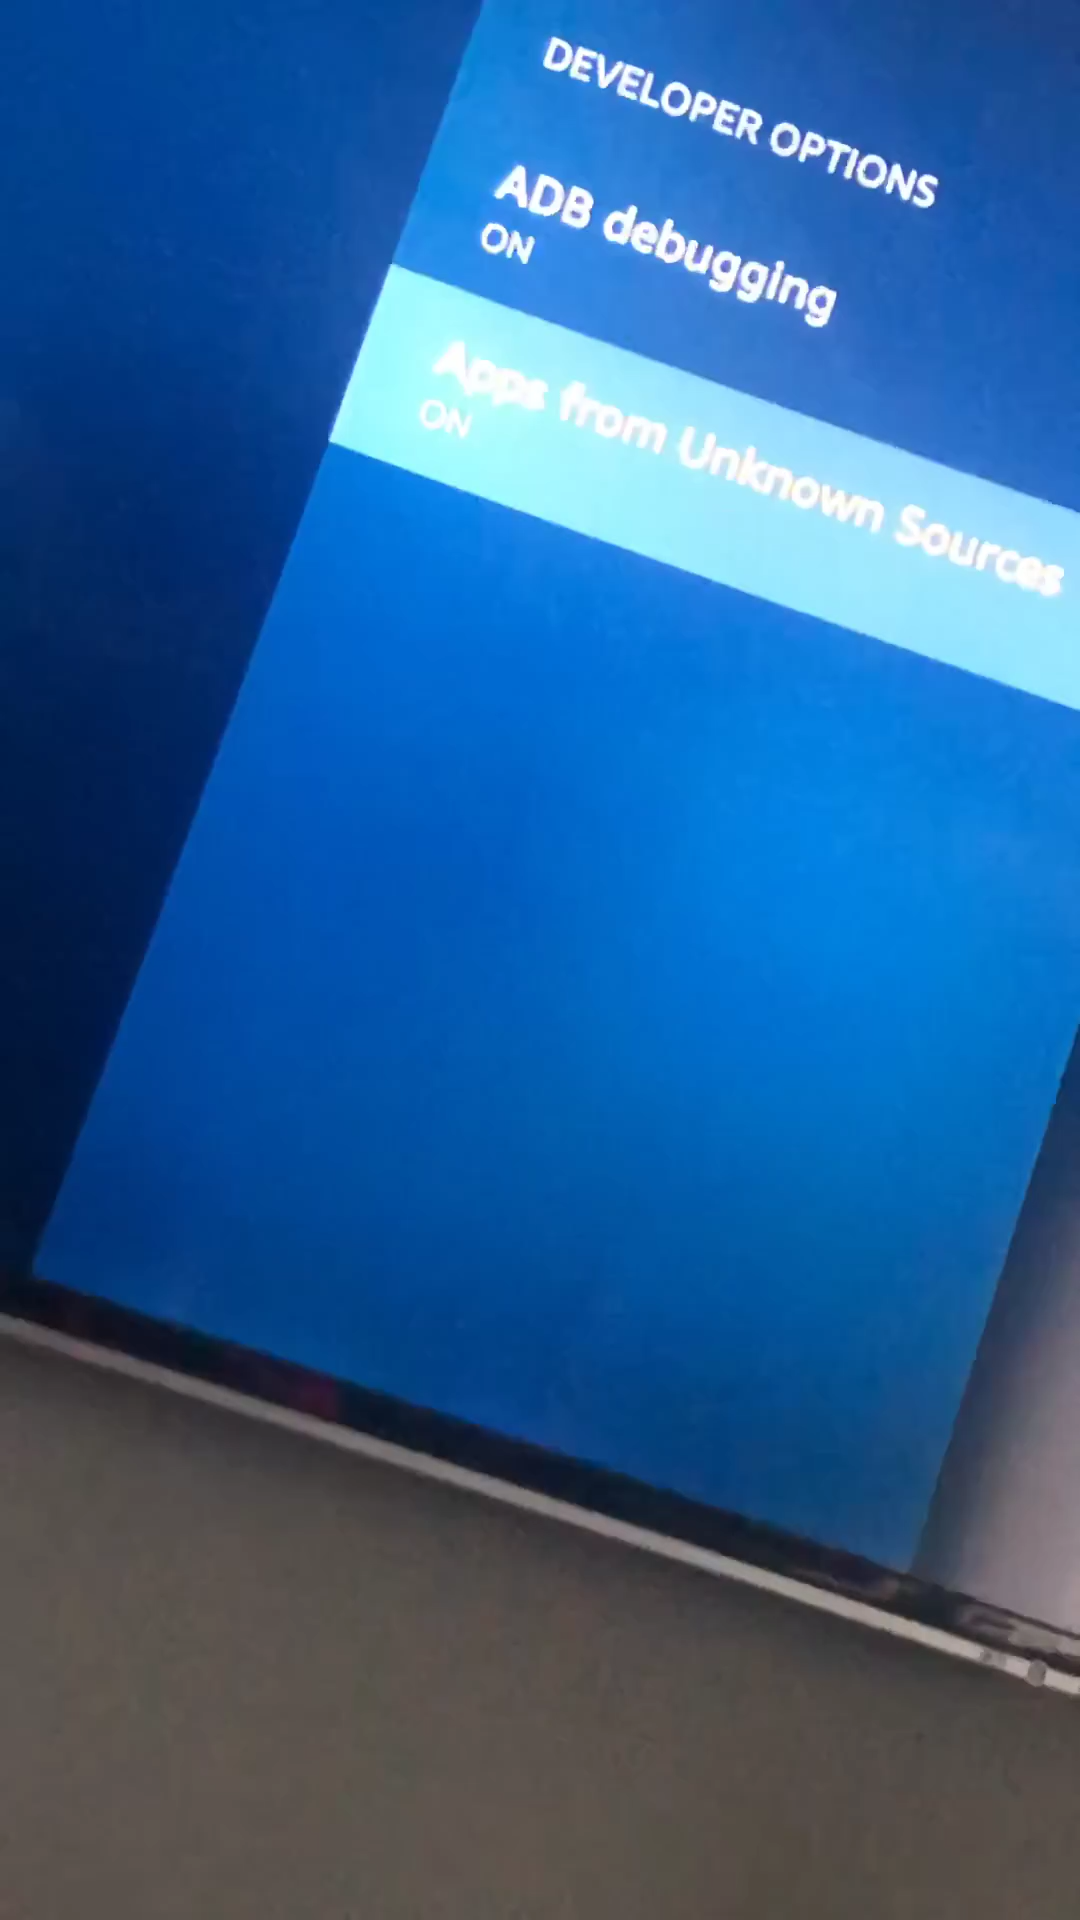 DEVELOPER OPTIONS
ADB debugging
ON
Apps from Unknown Sources
ON